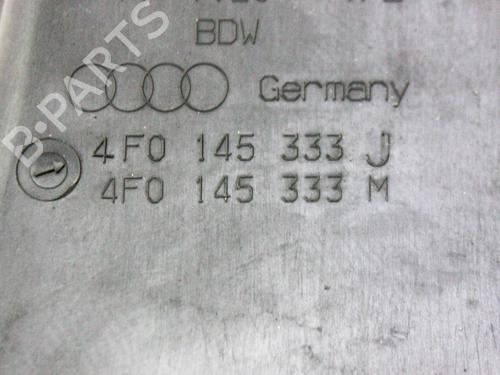 BDW
Germany
4F0 145 333 J
4F0 145 333 M
B-PARTS